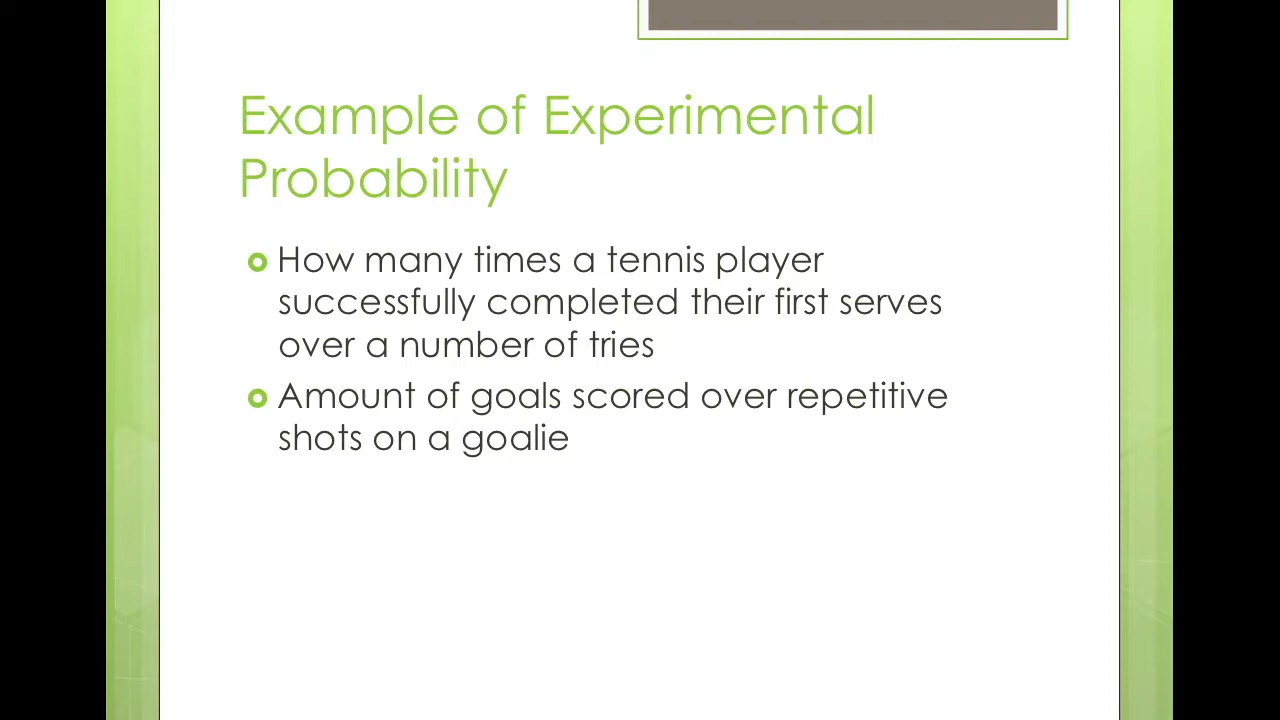 Example of Experimental
Probability
How many times a tennis player
successfully completed their first serves
over a number of tries
Amount of goals scored over repetitive
shots on a goalie